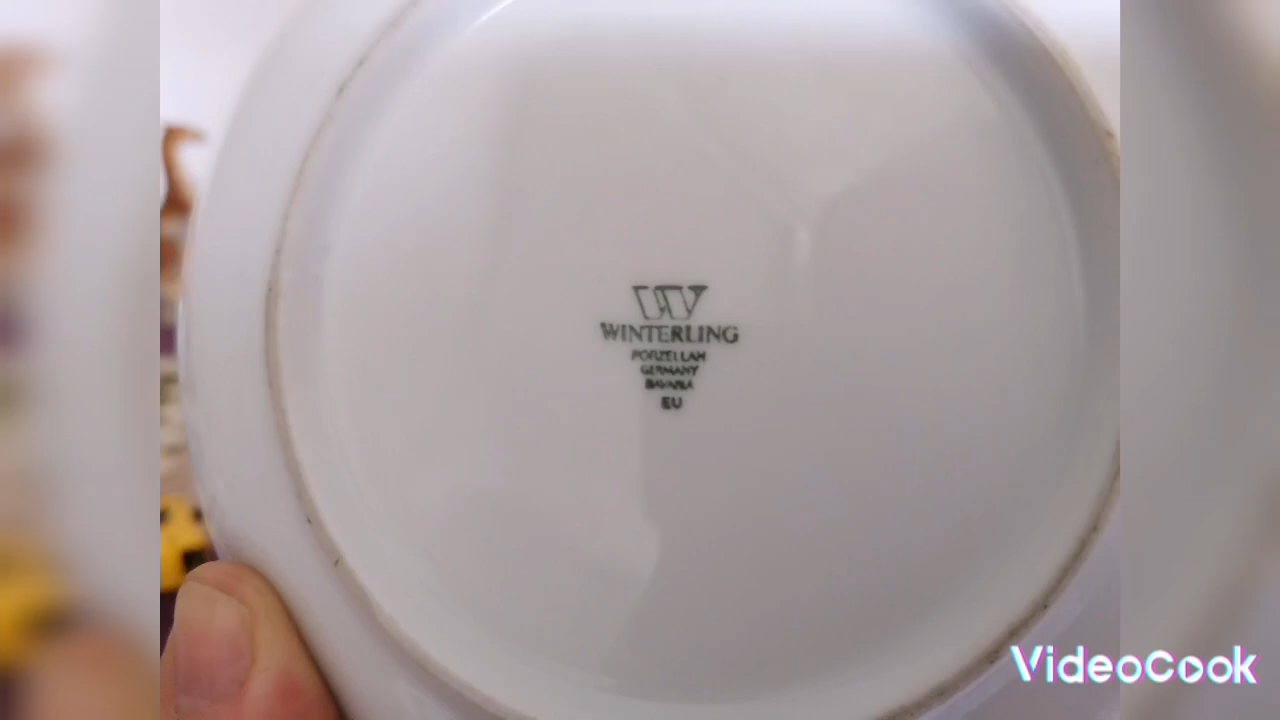 W
WINTERLING
PORZELLAN
GERMANY
BAVARIA
EU
VideoCook